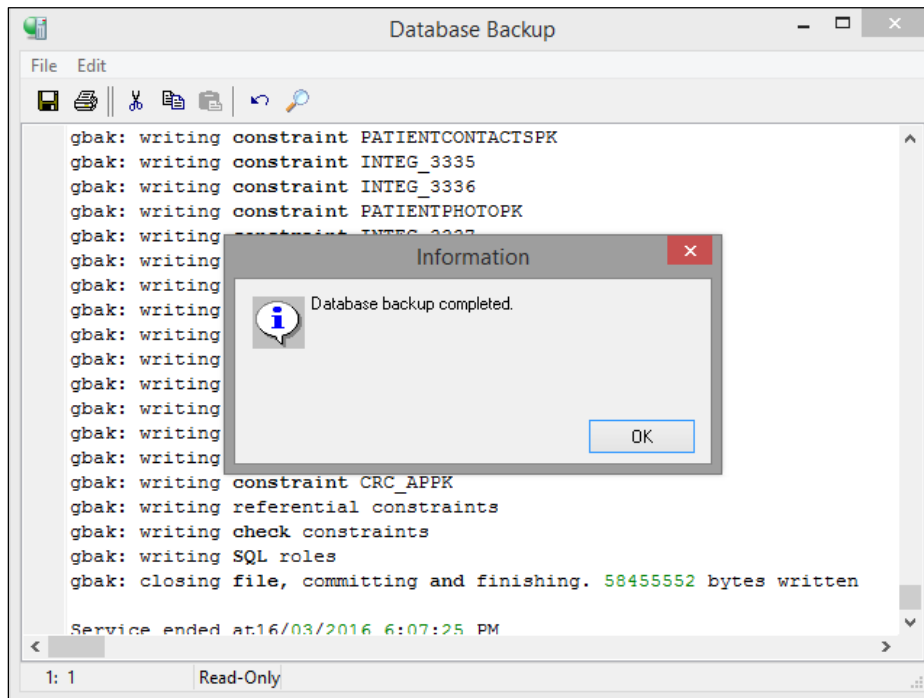 Database Backup
File Edit
gbak: writing constraint PATIENTCONTACTSPK
gbak: writing constraint INTEG_3335
gbak: writing constraint INTEG_3336
gbak: writing constraint PATIENTPHOTOPK
gbak: writing constraint INTEG_3337
gbak: writing
gbak: writing
gbak: writing
gbak: writing
gbak: writing
gbak: writing
gbak: writing
gbak: writing
gbak: writing
Information
Database backup completed.
OK
gbak: writing constraint CRC_APPK
gbak: writing referential constraints
gbak: writing check constraints
gbak: writing SQL roles
gbak: closing file, committing and finishing. 58455552 bytes written
Service ended at16/03/2016 6:07:25 PM
1: 1 Read-Only